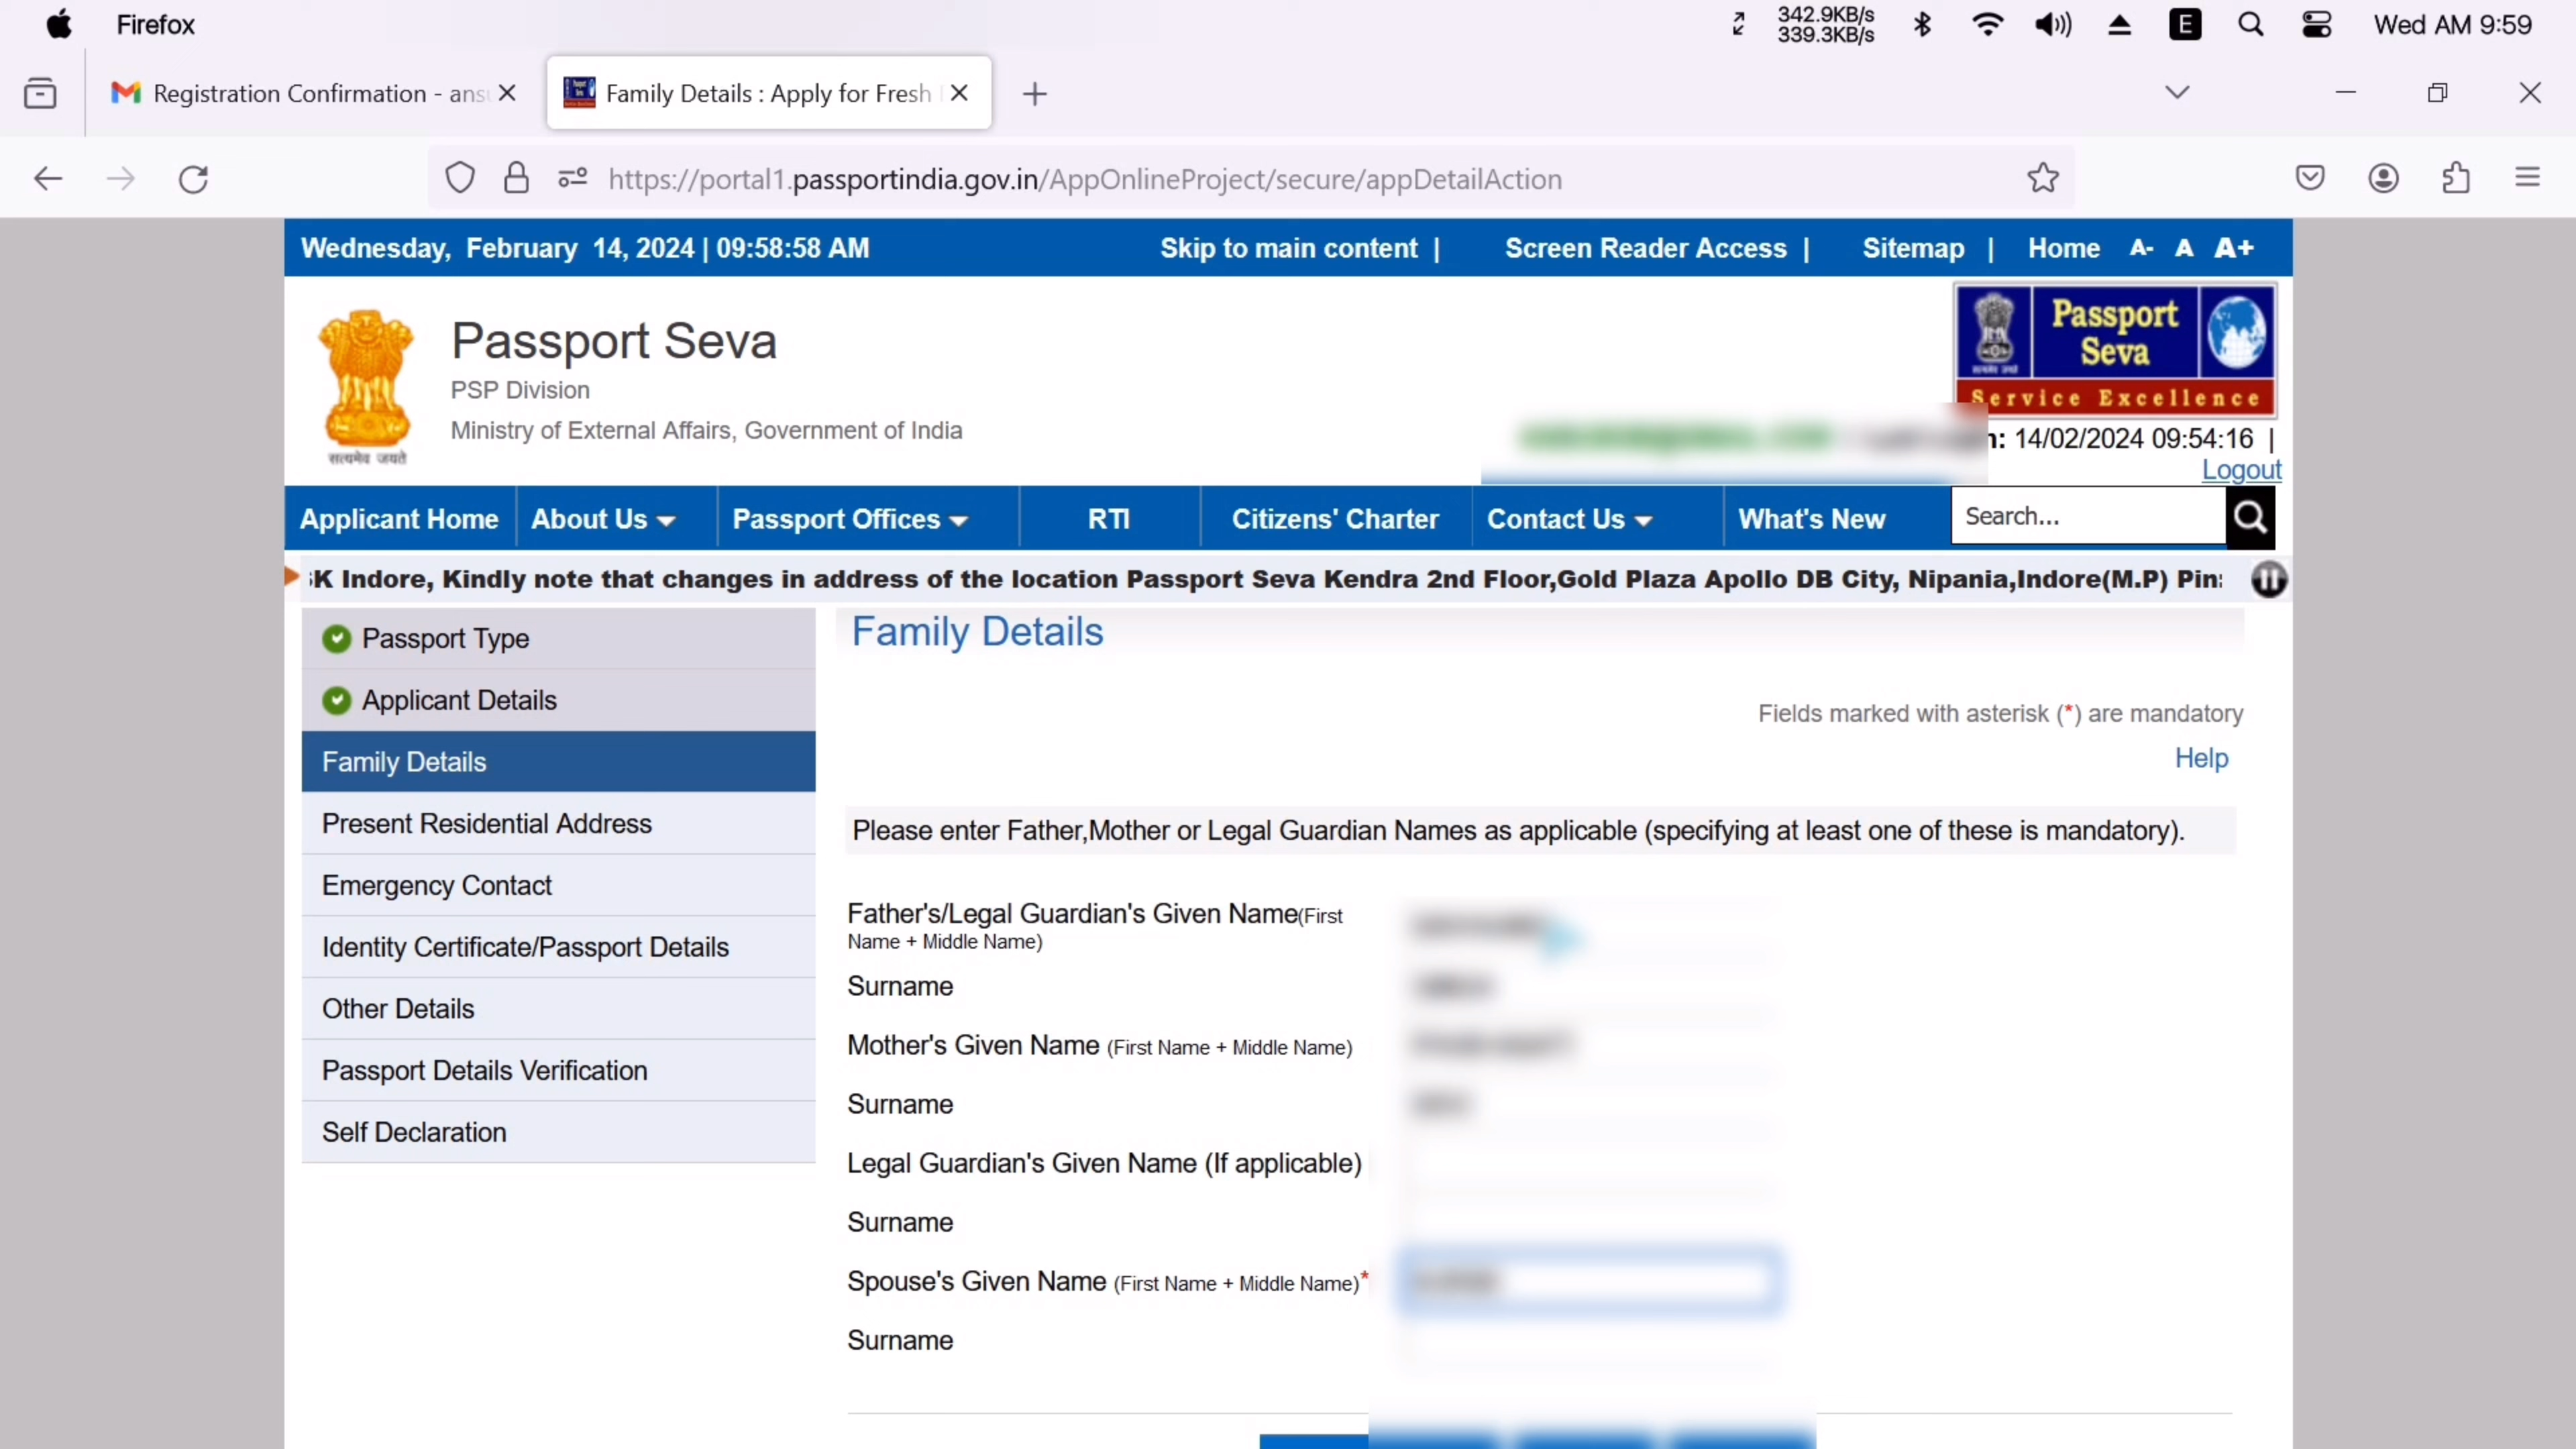 Firefox
342.9KB/s
339.3KB/s
E
Wed AM 9:59
Registration Confirmation - ans
Family Details : Apply for Fresh
https://portal1.passportindia.gov.in/AppOnlineProject/secure/appDetailAction
Wednesday, February 14, 2024 | 09:58:58 AM
Skip to main content |
Screen Reader Access |
Sitemap |
Home
A- A A+
Passport Seva
PSP Division
Ministry of External Affairs, Government of India
सत्यमेव जयते
Passport
Seva
Service Excellence
: 14/02/2024 09:54:16 |
Logout
Applicant Home
About Us
Passport Offices
RTI
Citizens' Charter
Contact Us
What's New
Search...
SK Indore, Kindly note that changes in address of the location Passport Seva Kendra 2nd Floor,Gold Plaza Apollo DB City, Nipania,Indore(M.P) Pin:
Passport Type
Applicant Details
Family Details
Present Residential Address
Emergency Contact
Identity Certificate/Passport Details
Other Details
Passport Details Verification
Self Declaration
Family Details
Fields marked with asterisk (*) are mandatory
Help
Please enter Father,Mother or Legal Guardian Names as applicable (specifying at least one of these is mandatory).
Father's/Legal Guardian's Given Name(First
Name + Middle Name)
Surname
Mother's Given Name (First Name + Middle Name)
Surname
Legal Guardian's Given Name (If applicable)
Surname
Spouse's Given Name (First Name + Middle Name)*
Surname